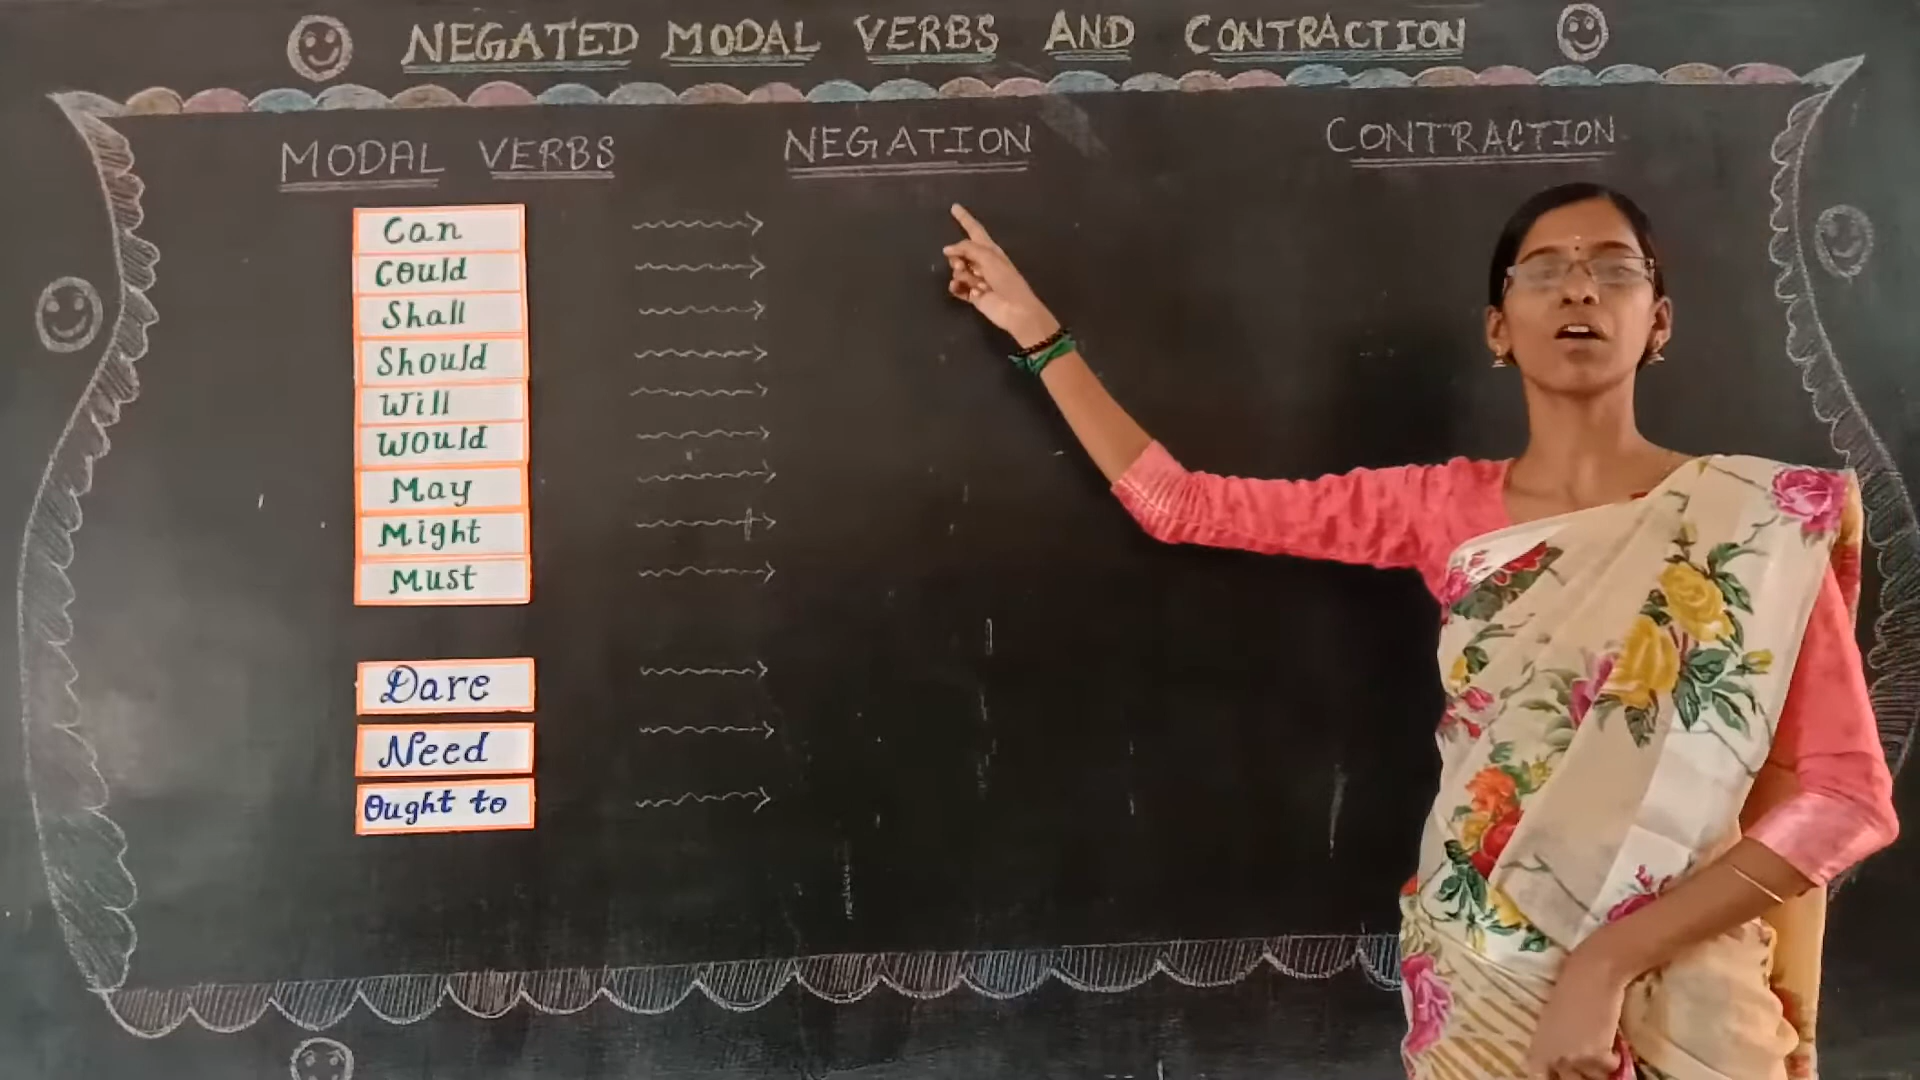 NEGATED MODAL VERBS AND CONTRACTION
MODAL VERBS NEGATION CONTRACTION
Can
Could
Shall
Should
Will
Would
May
Might
Must
Dare
Need
Ought to